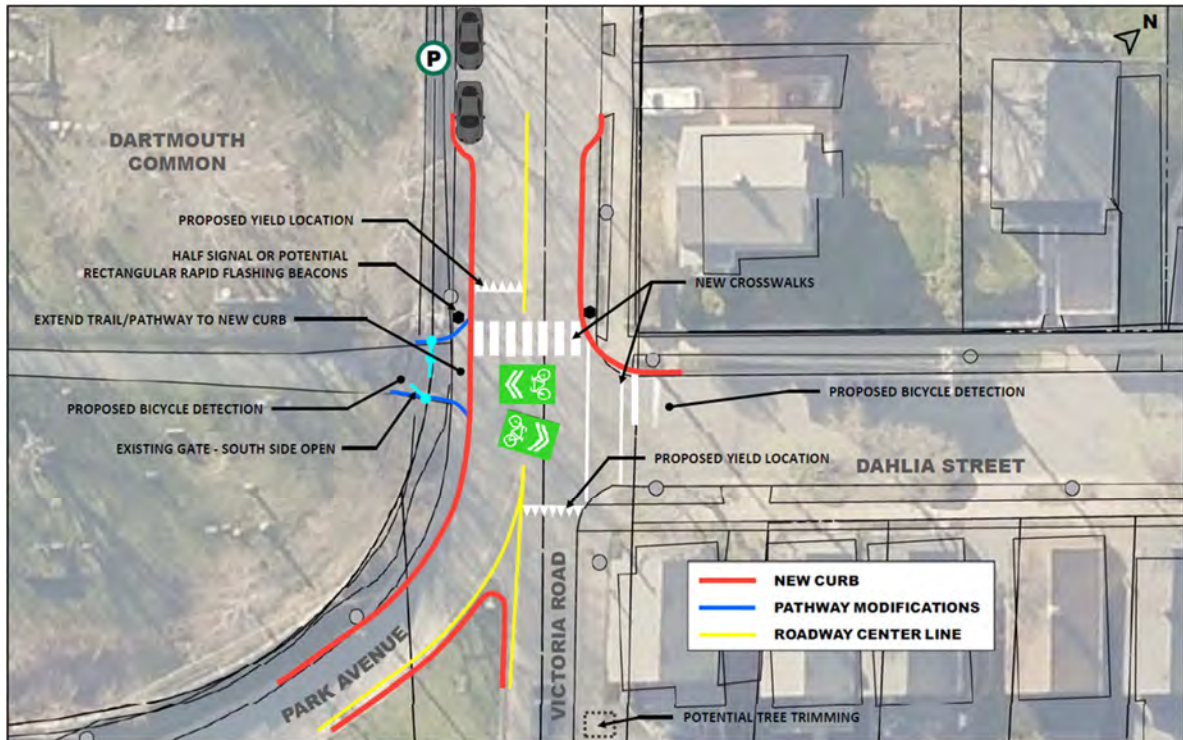 N
P
DARTMOUTH
COMMON
PROPOSED YIELD LOCATION
HALF SIGNAL OR POTENTIAL
RECTANGULAR RAPID FLASHING BEACONS
NEW CROSSWALKS
EXTEND TRAIL/PATHWAY TO NEW CURB
PROPOSED BICYCLE DETECTION
PROPOSED BICYCLE DETECTION
EXISTING GATE - SOUTH SIDE OPEN
PROPOSED YIELD LOCATION
DAHLIA STREET
VICTORIA ROAD
PARK AVENUE
NEW CURB
PATHWAY MODIFICATIONS
ROADWAY CENTER LINE
POTENTIAL TREE TRIMMING